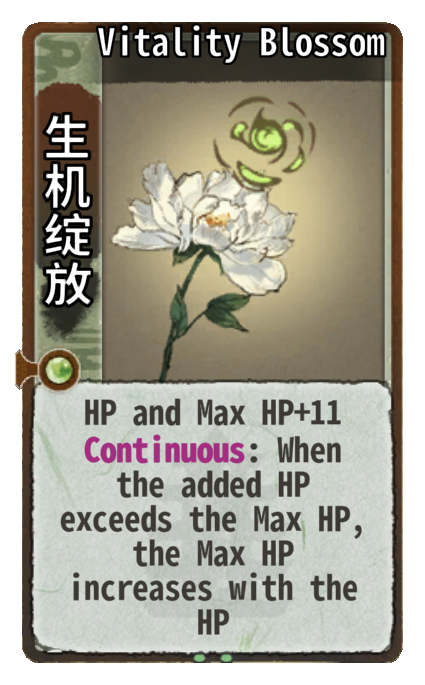 Vitality Blossom
生机绽放
HP and Max HP+11
Continuous: When
the added HP
exceeds the Max HP,
the Max HP
increases with the
HP